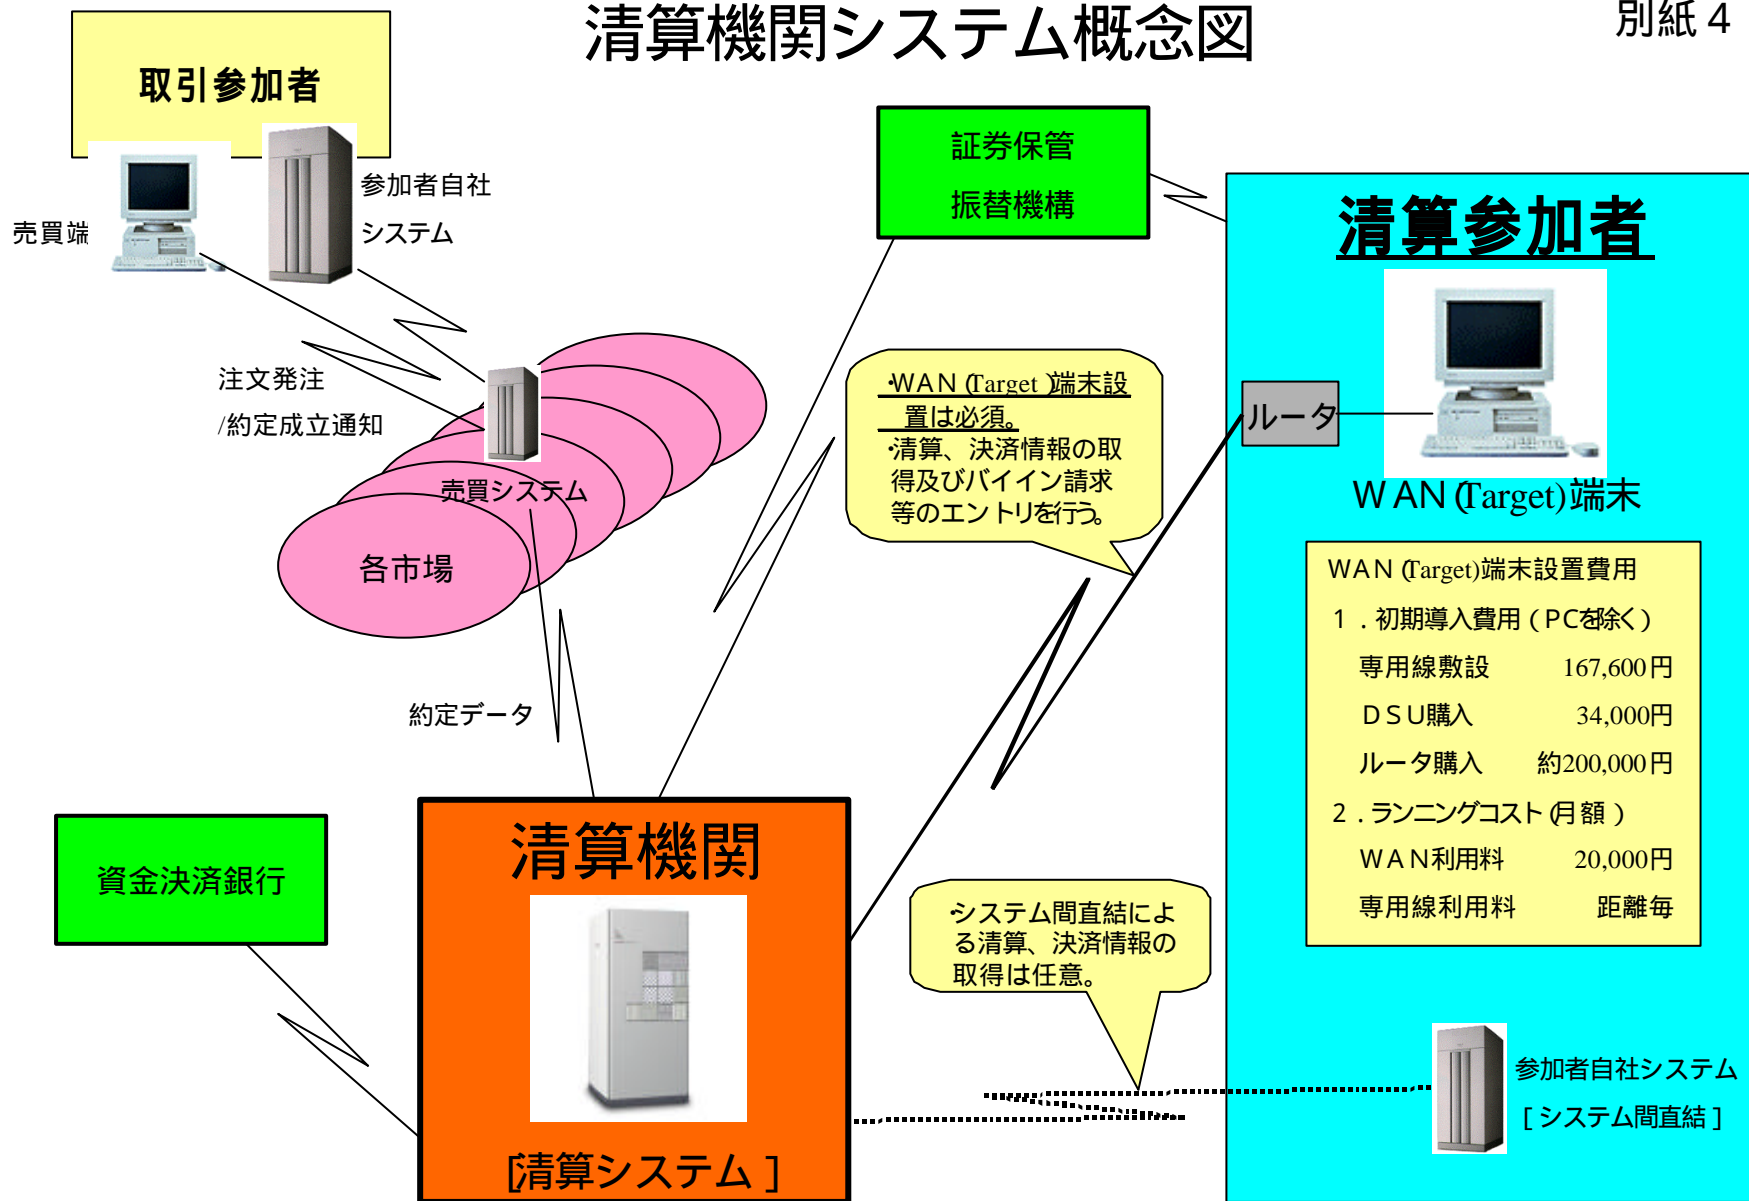 清算機関システム概念図
別紙４
取引参加者
参加者自社
システム
売買端
注文発注
/約定成立通知
売買システム
各市場
約定データ
証券保管
振替機構
・WAN (Target )端末設
置は必須。
・清算、決済情報の取
得及びバイイン請求
等のエントリを行う。
清算参加者
ルータ
WAN (Target)端末
WAN (Target)端末設置費用
１．初期導入費用（PCを除く）
専用線敷設 167,600円
ＤＳＵ購入 34,000円
ルータ購入 約200,000円
２．ランニングコスト（月額）
ＷＡＮ利用料 20,000円
専用線利用料 距離毎
資金決済銀行
清算機関
[清算システム]
・システム間直結によ
る清算、決済情報の
取得は任意。
参加者自社システム
[システム間直結]